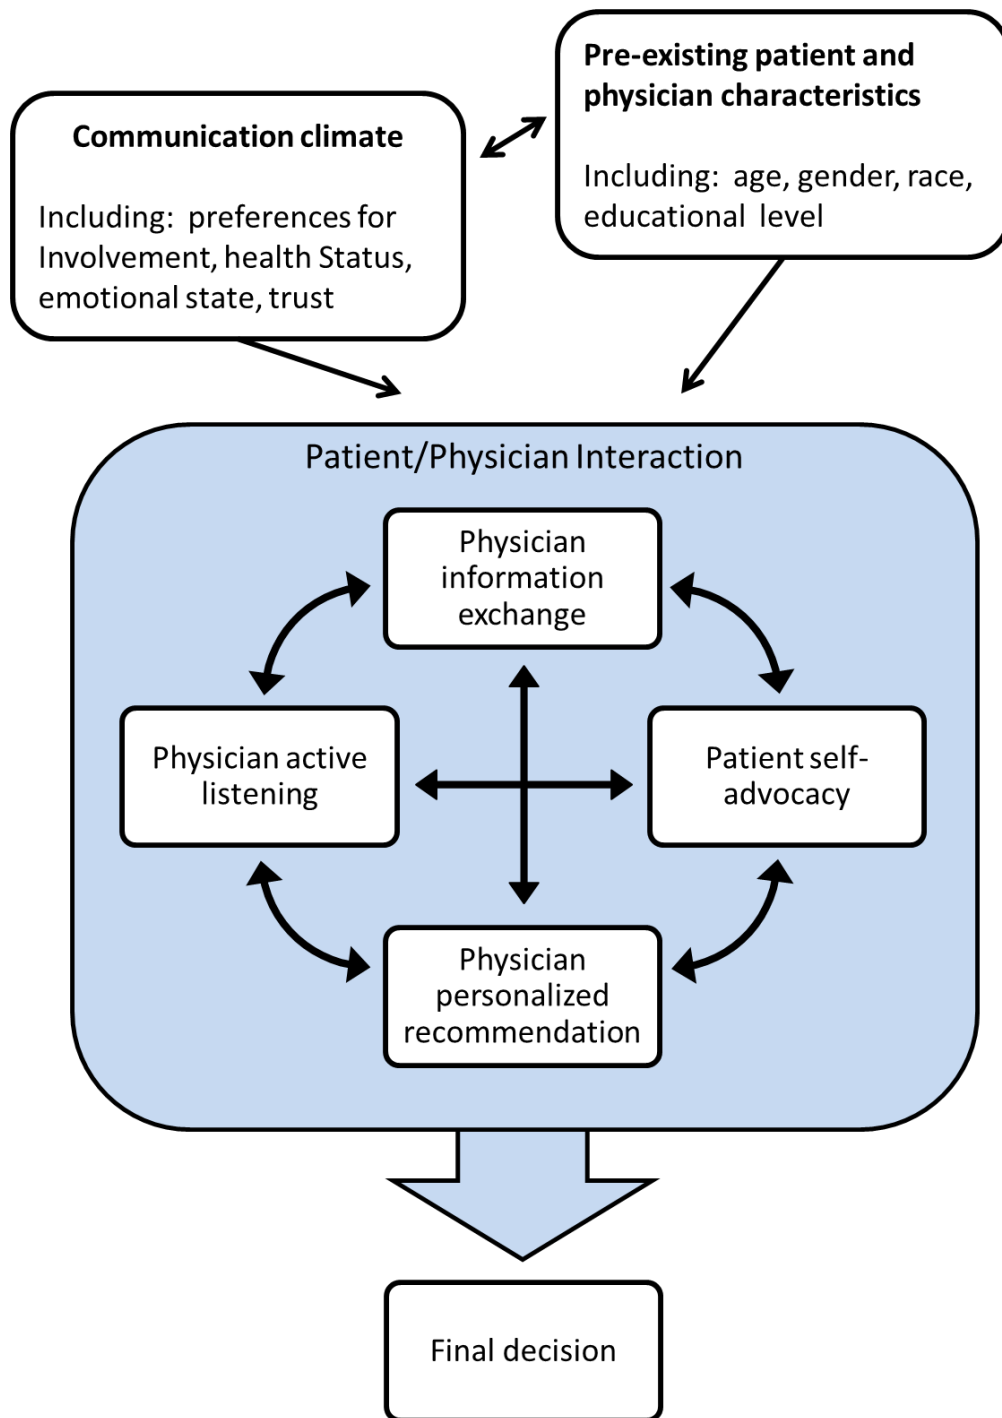 Pre-existing patient and
physician characteristics
Including:  age, gender, race,
educational  level
Communication climate
Including:  preferences for
Involvement, health Status,
emotional state, trust
Patient/Physician Interaction
Physician
information
exchange
Physician active
listening
Patient self-
advocacy
Physician
personalized
recommendation
Final decision